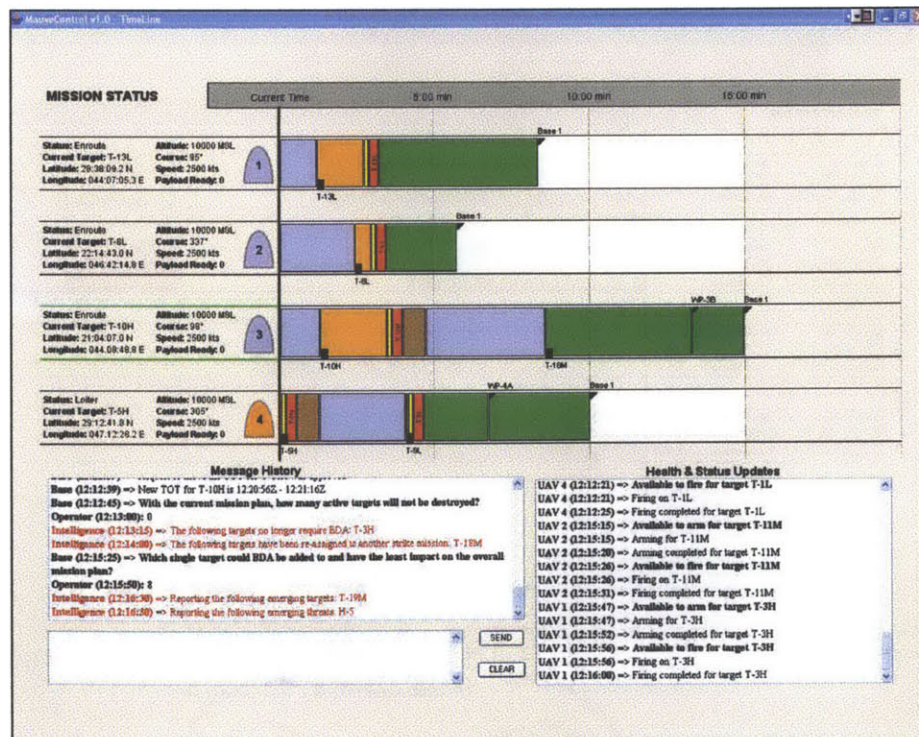 MauveControl v1.0 - TimeLine
MISSION STATUS
Current Time 5:00 min 10:00 min 15:00 min
Status: Enroute Altitude: 10000 MSL
Current Target: T-13L Course: 95°
Latitude: 29:38:09.2 N Speed: 2500 kts
Longitude: 044:07:05.3 E Payload Ready: 0
1
T-13L
Base 1
Status: Enroute Altitude: 10000 MSL
Current Target: T-8L Course: 337°
Latitude: 22:14:43.0 N Speed: 2500 kts
Longitude: 046:42:14.9 E Payload Ready: 0
2
T-8L
Base 1
Status: Enroute Altitude: 10000 MSL
Current Target: T-10H Course: 98°
Latitude: 21:04:07.0 N Speed: 2500 kts
Longitude: 044:09:48.9 E Payload Ready: 0
3
T-10H
T-16M
WP-3B
Base 1
Status: Loiter Altitude: 10000 MSL
Current Target: T-5H Course: 305°
Latitude: 29:12:41.8 N Speed: 2500 kts
Longitude: 047:12:26.2 E Payload Ready: 0
4
T-5H
T-9L
WP-4A
Base 1
Message History
Base (12:12:39) => New TOT for T-10H is 12:20:56Z - 12:21:16Z
Base (12:12:45) => With the current mission plan, how many active targets will not be destroyed?
Operator (12:13:00): 0
Intelligence (12:13:15) => The following targets no longer require BDA: T-3H
Intelligence (12:14:00) => The following targets have been re-assigned to another strike mission: T-18M
Base (12:15:25) => Which single target could BDA be added to and have the least impact on the overall
mission plan?
Operator (12:15:50): 8
Intelligence (12:16:30) => Reporting the following emerging targets: T-19M
Intelligence (12:16:50) => Reporting the following emerging threats: H-5
SEND
CLEAR
Health & Status Updates
UAV 4 (12:12:21) => Available to fire for target T-1L
UAV 4 (12:12:21) => Firing on T-1L
UAV 4 (12:12:25) => Firing completed for target T-1L
UAV 2 (12:15:15) => Available to arm for target T-11M
UAV 2 (12:15:15) => Arming for T-11M
UAV 2 (12:15:20) => Arming completed for target T-11M
UAV 2 (12:15:26) => Available to fire for target T-11M
UAV 2 (12:15:26) => Firing on T-11M
UAV 2 (12:15:31) => Firing completed for target T-11M
UAV 1 (12:15:47) => Available to arm for target T-3H
UAV 1 (12:15:47) => Arming for T-3H
UAV 1 (12:15:52) => Arming completed for target T-3H
UAV 1 (12:15:56) => Available to fire for target T-3H
UAV 1 (12:15:56) => Firing on T-3H
UAV 1 (12:16:00) => Firing completed for target T-3H